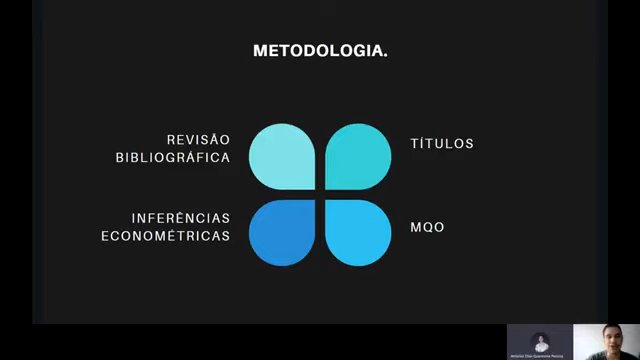 METODOLOGIA.
REVISÃO
BIBLIOGRÁFICA
TÍTULOS
INFERÊNCIAS
ECONOMÉTRICAS
MQO